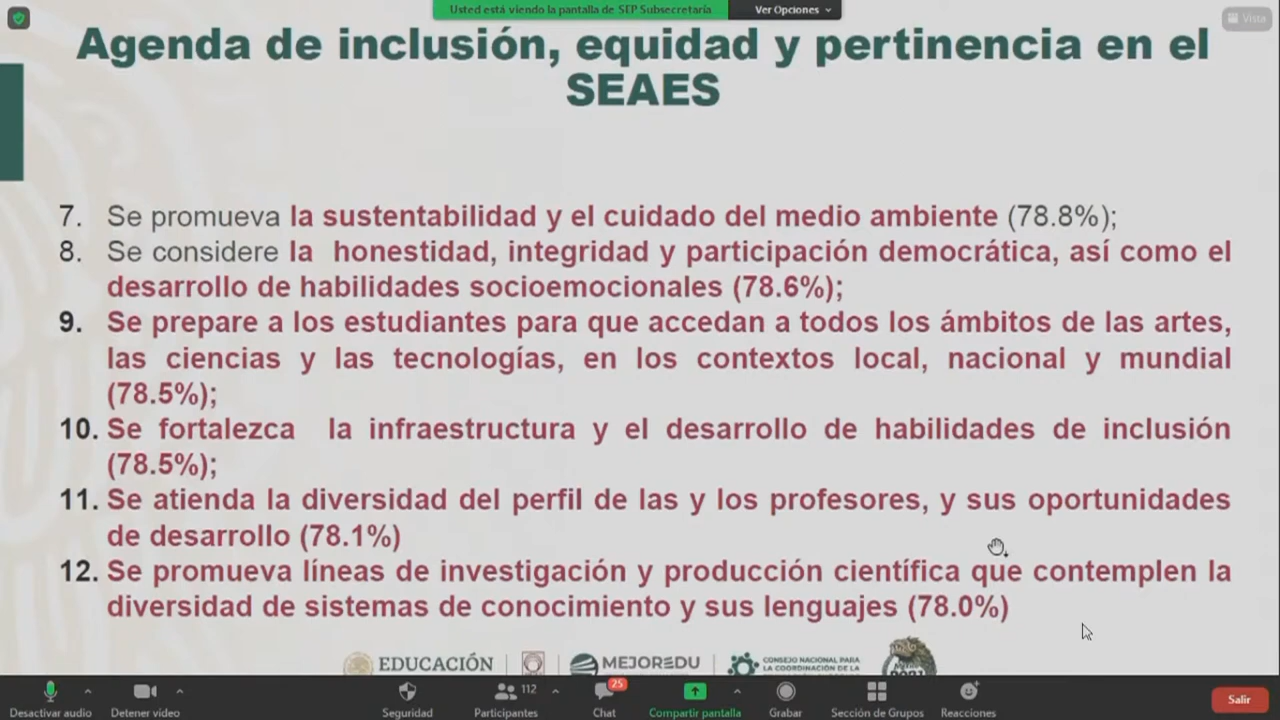 Usted está viendo la pantalla de SEP Subsecretaría
Ver Opciones
Vista
Agenda de inclusión, equidad y pertinencia en el
SEAES
7. Se promueva la sustentabilidad y el cuidado del medio ambiente (78.8%);
8. Se considere la honestidad, integridad y participación democrática, así como el
desarrollo de habilidades socioemocionales (78.6%);
9. Se prepare a los estudiantes para que accedan a todos los ámbitos de las artes,
las ciencias y las tecnologías, en los contextos local, nacional y mundial
(78.5%);
10. Se fortalezca la infraestructura y el desarrollo de habilidades de inclusión
(78.5%);
11. Se atienda la diversidad del perfil de las y los profesores, y sus oportunidades
de desarrollo (78.1%)
12. Se promueva líneas de investigación y producción científica que contemplen la
diversidad de sistemas de conocimiento y sus lenguajes (78.0%)
EDUCACIÓN
MEJOREDU
CONSEJO NACIONAL PARA
LA COORDINACIÓN DE LA
112
25
Desactivar audio
Detener video
Seguridad
Participantes
Chat
Compartir pantalla
Grabar
Sección de Grupos
Reacciones
Salir